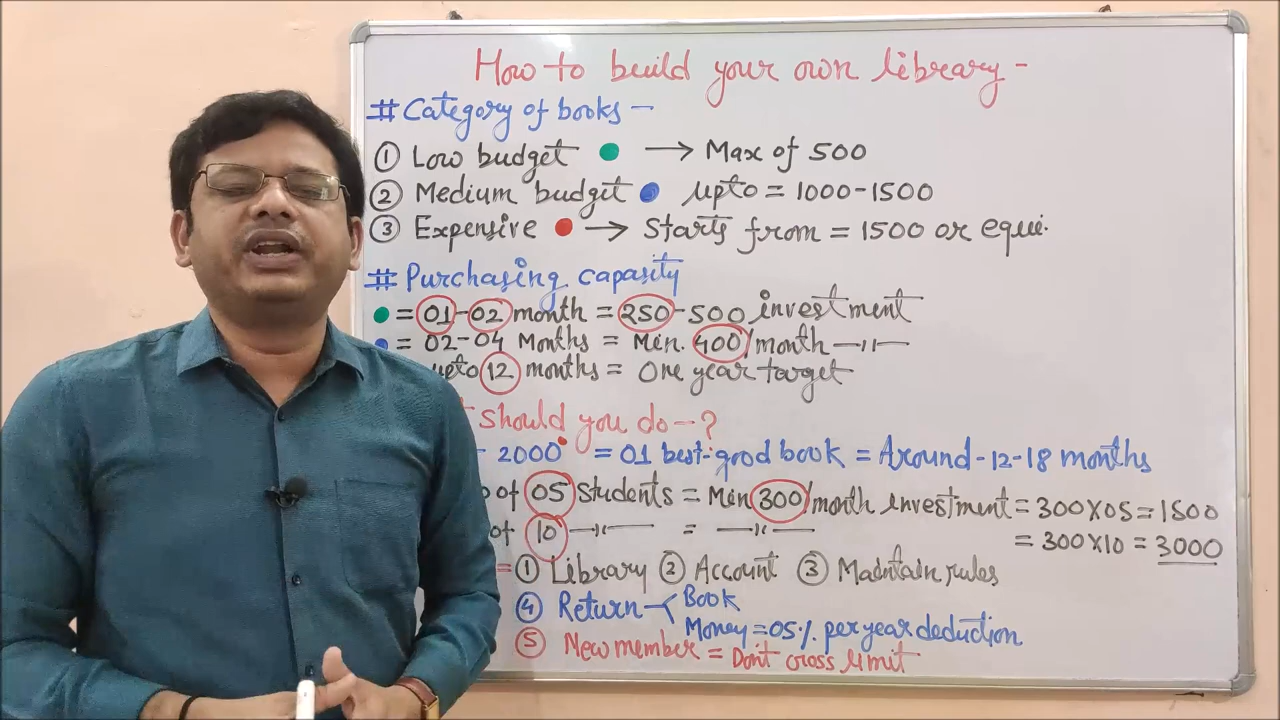 How to build your own library -
# Category of books -
① Low budget → Max of 500
② Medium budget upto = 1000-1500
③ Expensive → Starts from = 1500 or equi.
# Purchasing capasity
= 01-02 month = 250-500 investment
= 02-04 Months = Min. 400/month —〃—
upto 12 months = One year target
should you do - ?
- 2000 = 01 best-good book = Around-12-18 months
of 05 Students = Min 300/month investment = 300X05 = 1500
of 10 —〃— = —〃— = 300X10 = 3000
= ① Library ② Account ③ Maintain rules
④ Return Book
Money = 05% per year deduction
⑤ New member = Dont cross limit